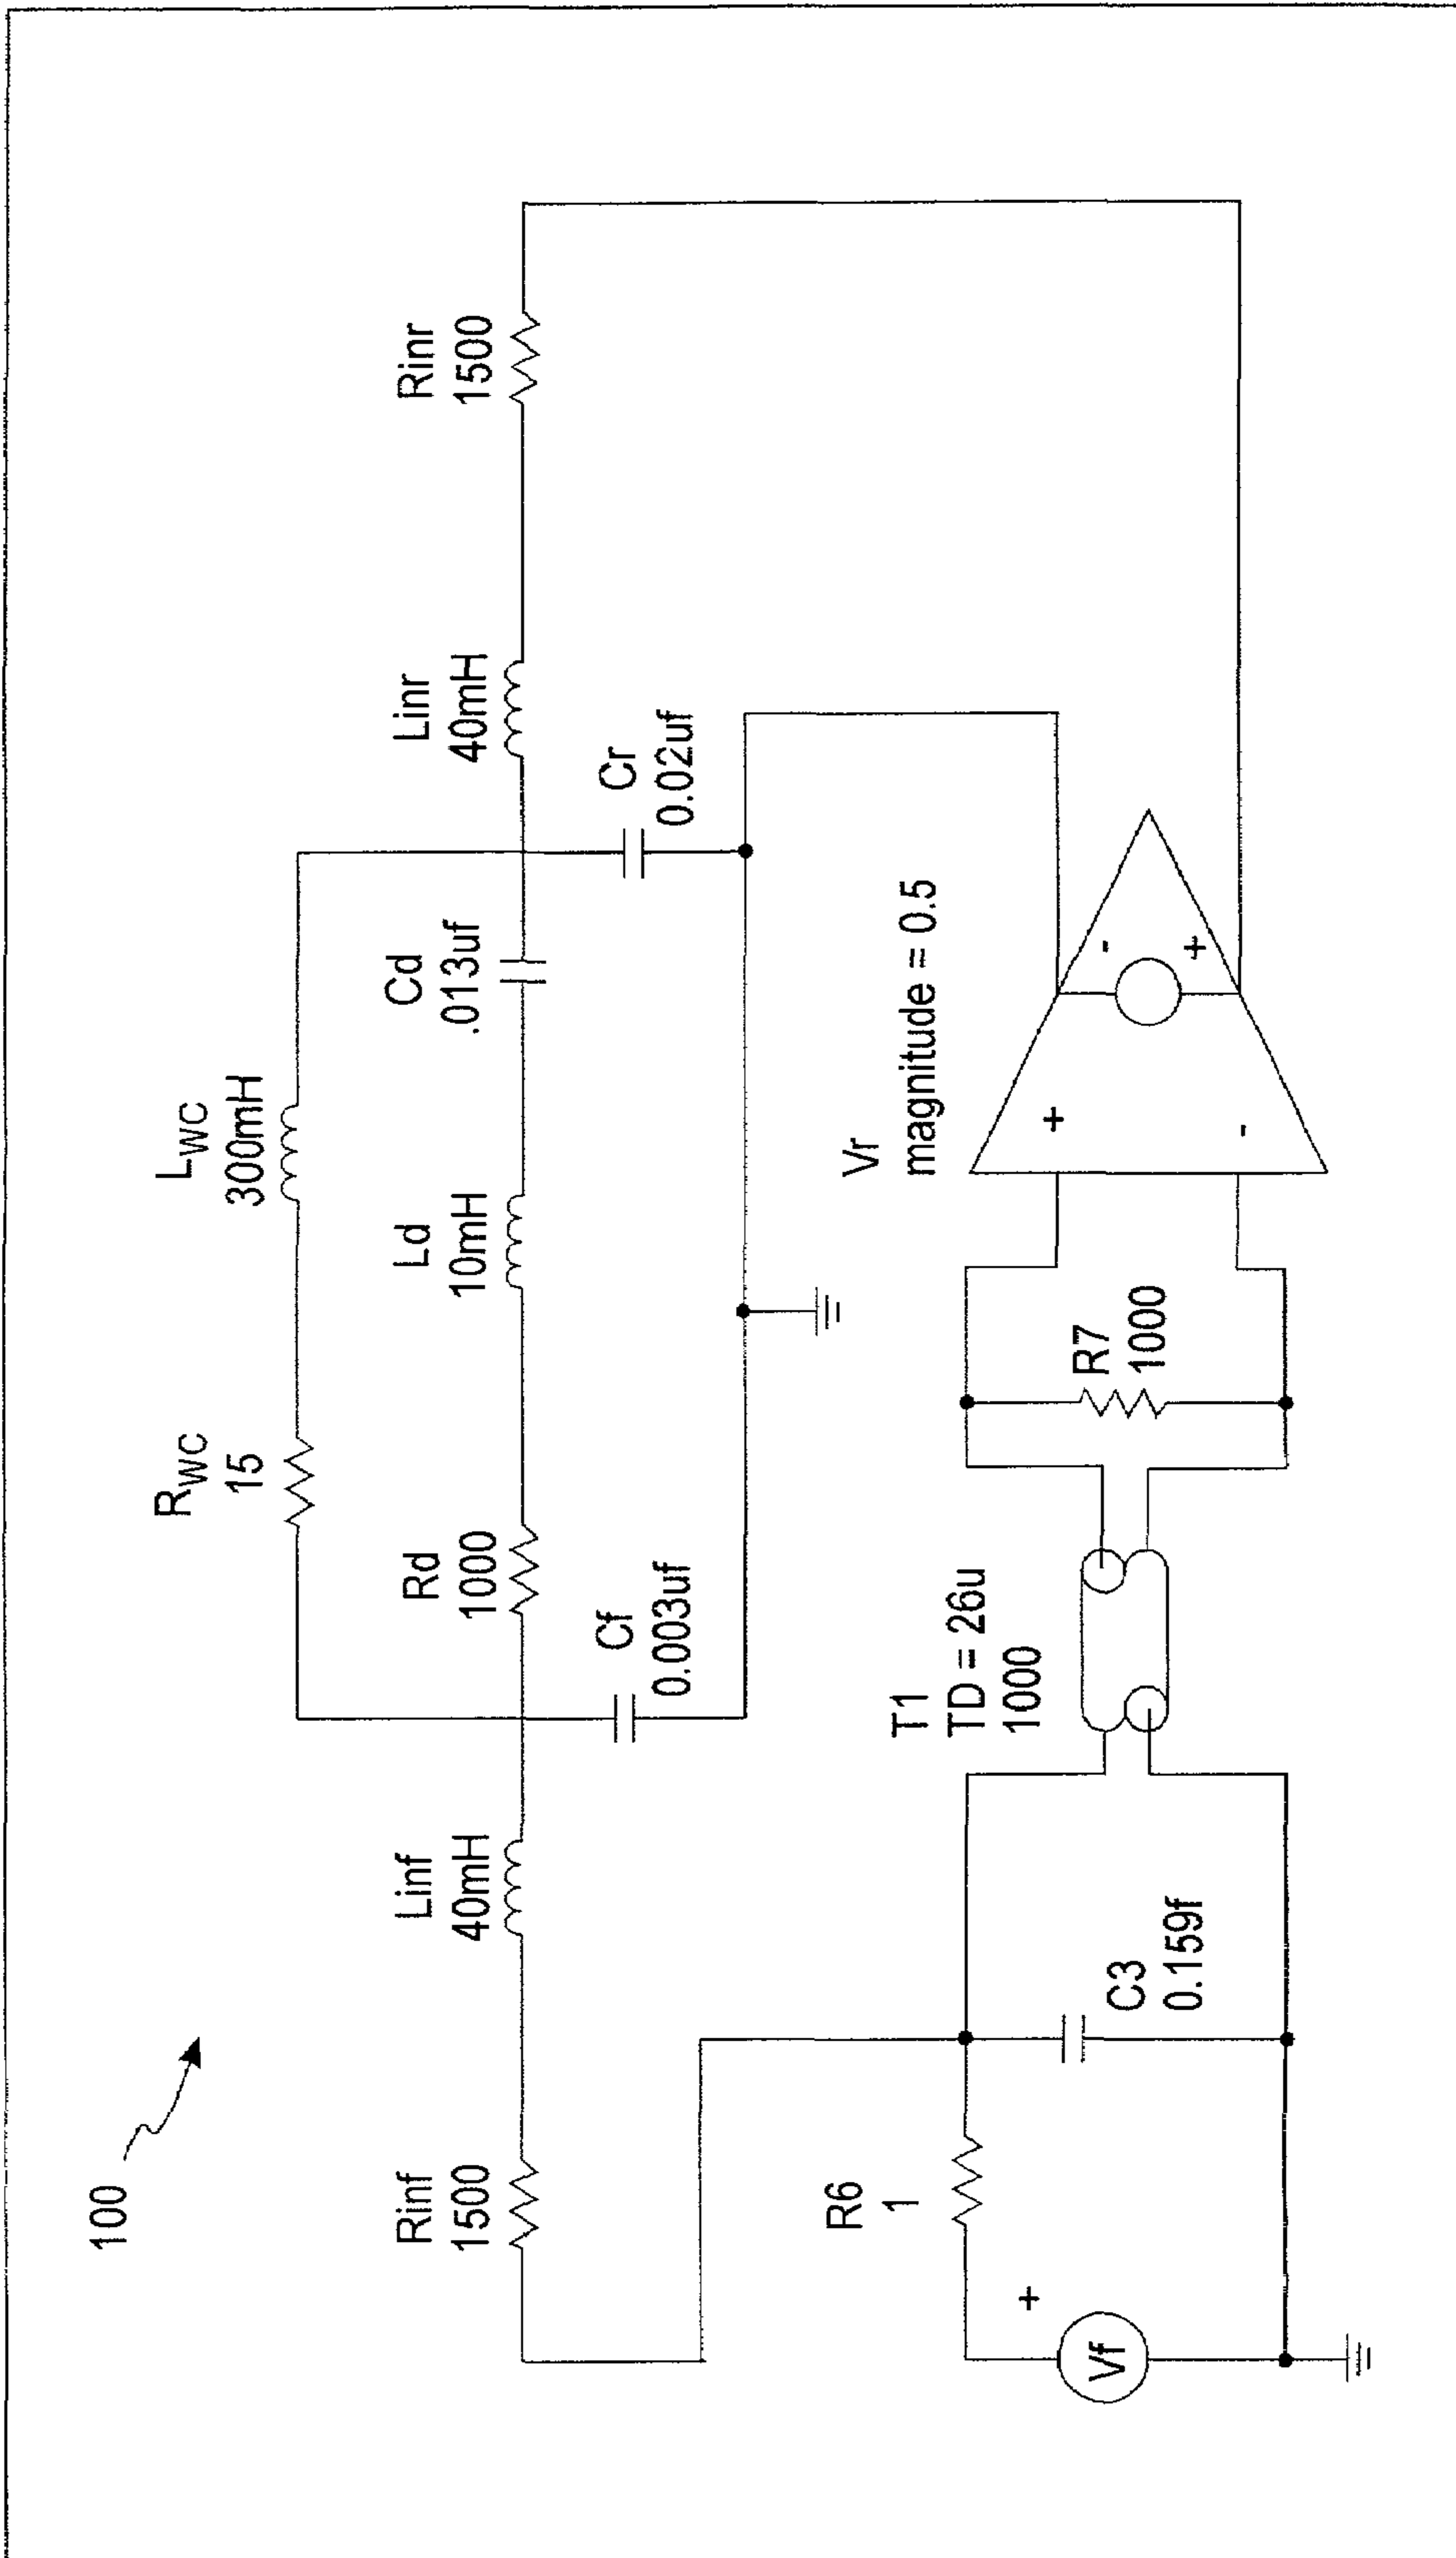 100
R_WC
15
L_WC
300mH
Rinf
1500
Linf
40mH
Rd
1000
Ld
10mH
Cd
.013uf
Linr
40mH
Rinr
1500
Cf
0.003uf
Cr
0.02uf
R6
1
Vf
+
C3
0.159f
T1
TD = 26u
1000
R7
1000
Vr
magnitude = 0.5
+
-
-
+